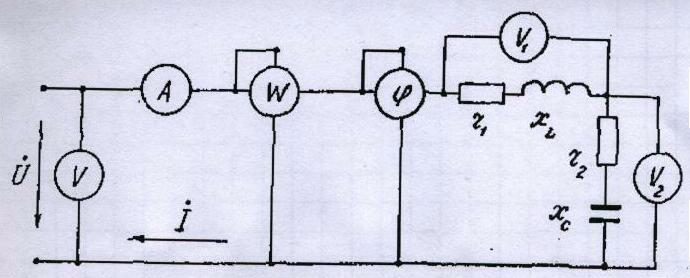 V₁
A
W
φ
r₁
x_L
r₂
V₂
U̇
V
x_c
İ